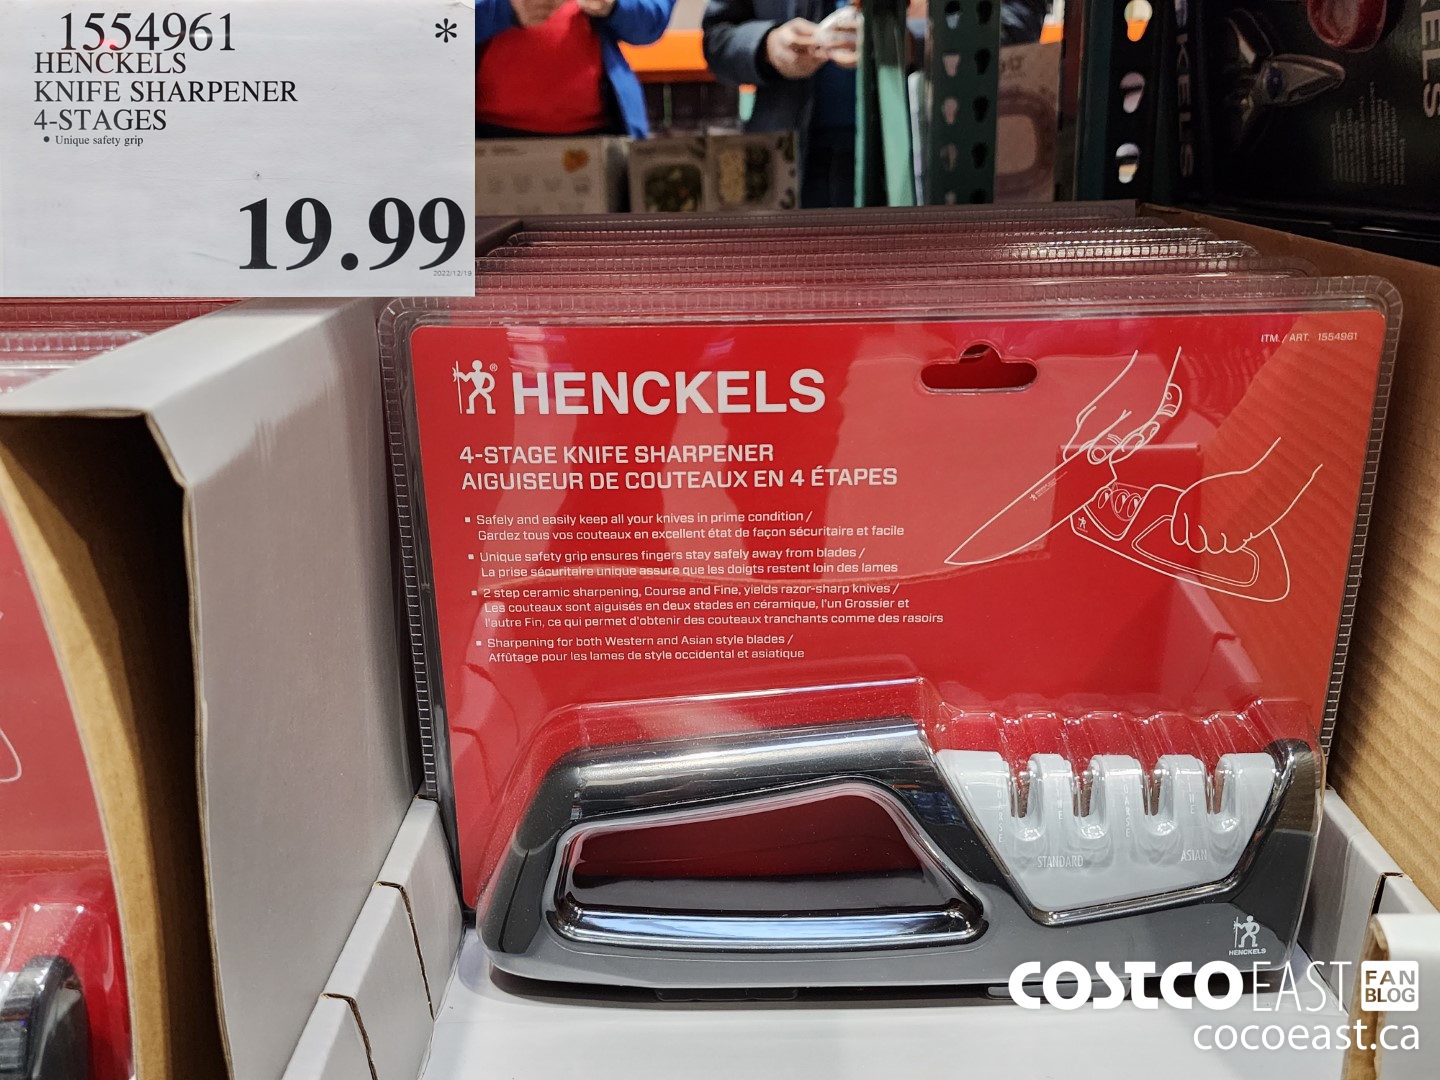 1554961
*
HENCKELS
KNIFE SHARPENER
4-STAGES
• Unique safety grip
19.99
2022/12/19
ITM. / ART. 1554961
HENCKELS
4-STAGE KNIFE SHARPENER
AIGUISEUR DE COUTEAUX EN 4 ÉTAPES
Safely and easily keep all your knives in prime condition /
Gardez tous vos couteaux en excellent état de façon sécuritaire et facile
Unique safety grip ensures fingers stay safely away from blades /
La prise sécuritaire unique assure que les doigts restent loin des lames
2 step ceramic sharpening, Course and Fine, yields razor-sharp knives /
Les couteaux sont aiguisés en deux stades en céramique, l'un Grossier et
l'autre Fin, ce qui permet d'obtenir des couteaux tranchants comme des rasoirs
Sharpening for both Western and Asian style blades /
Affûtage pour les lames de style occidental et asiatique
STANDARD
ASIAN
HENCKELS
COSTCO EAST FAN
BLOG
cocoeast.ca